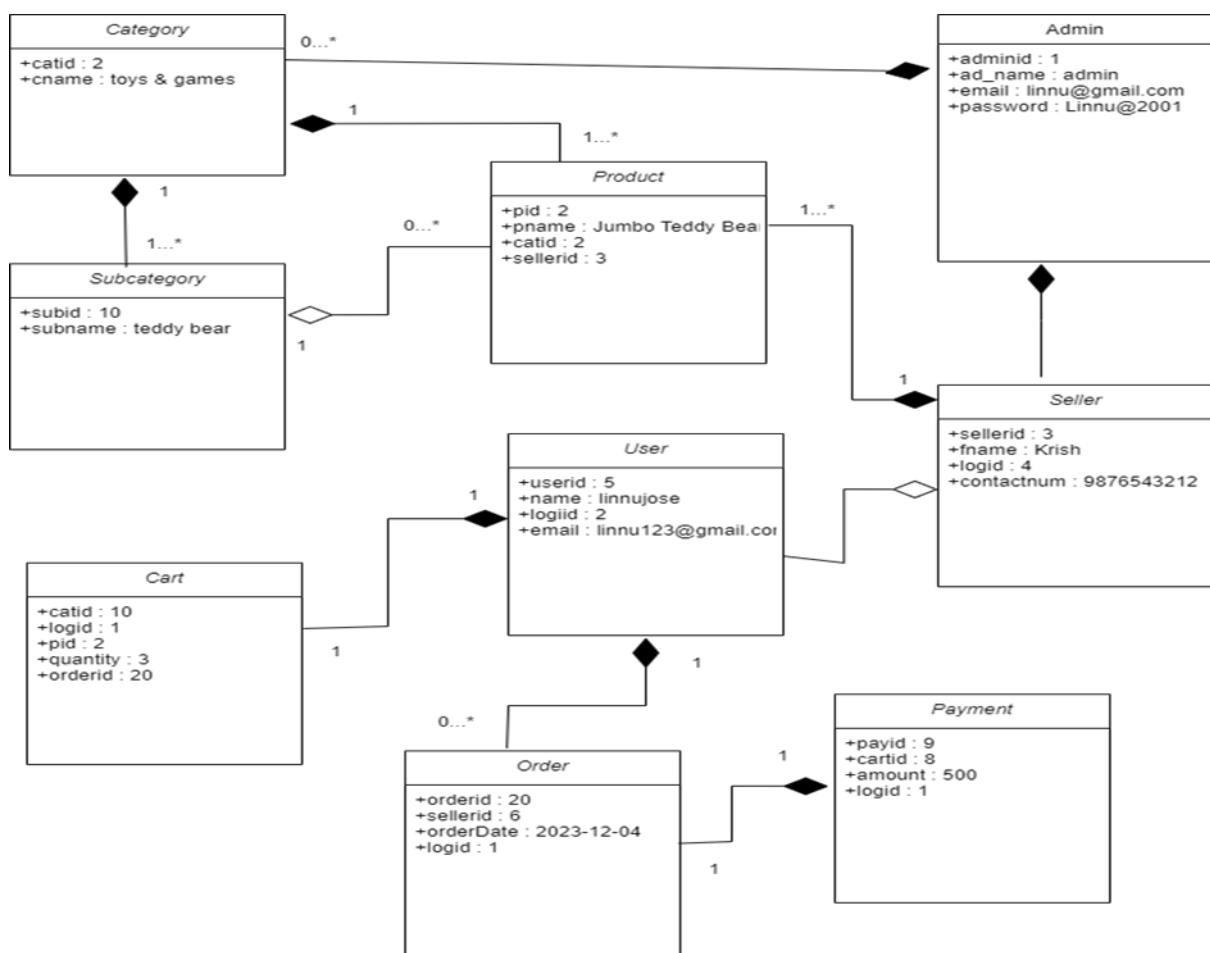 Category
+catid : 2
+cname : toys & games
0...*
Admin
+adminid : 1
+ad_name : admin
+email : linnu@gmail.com
+password : Linnu@2001
1
1...*
1
1...*
Product
+pid : 2
+pname : Jumbo Teddy Bea
+catid : 2
+sellerid : 3
0...*
1...*
Subcategory
+subid : 10
+subname : teddy bear
1
1
Seller
+sellerid : 3
+fname : Krish
+logid : 4
+contactnum : 9876543212
User
+userid : 5
+name : linnujose
+logiid : 2
+email : linnu123@gmail.co
1
Cart
+catid : 10
+logid : 1
+pid : 2
+quantity : 3
+orderid : 20
1
1
0...*
Order
+orderid : 20
+sellerid : 6
+orderDate : 2023-12-04
+logid : 1
1
1
Payment
+payid : 9
+cartid : 8
+amount : 500
+logid : 1